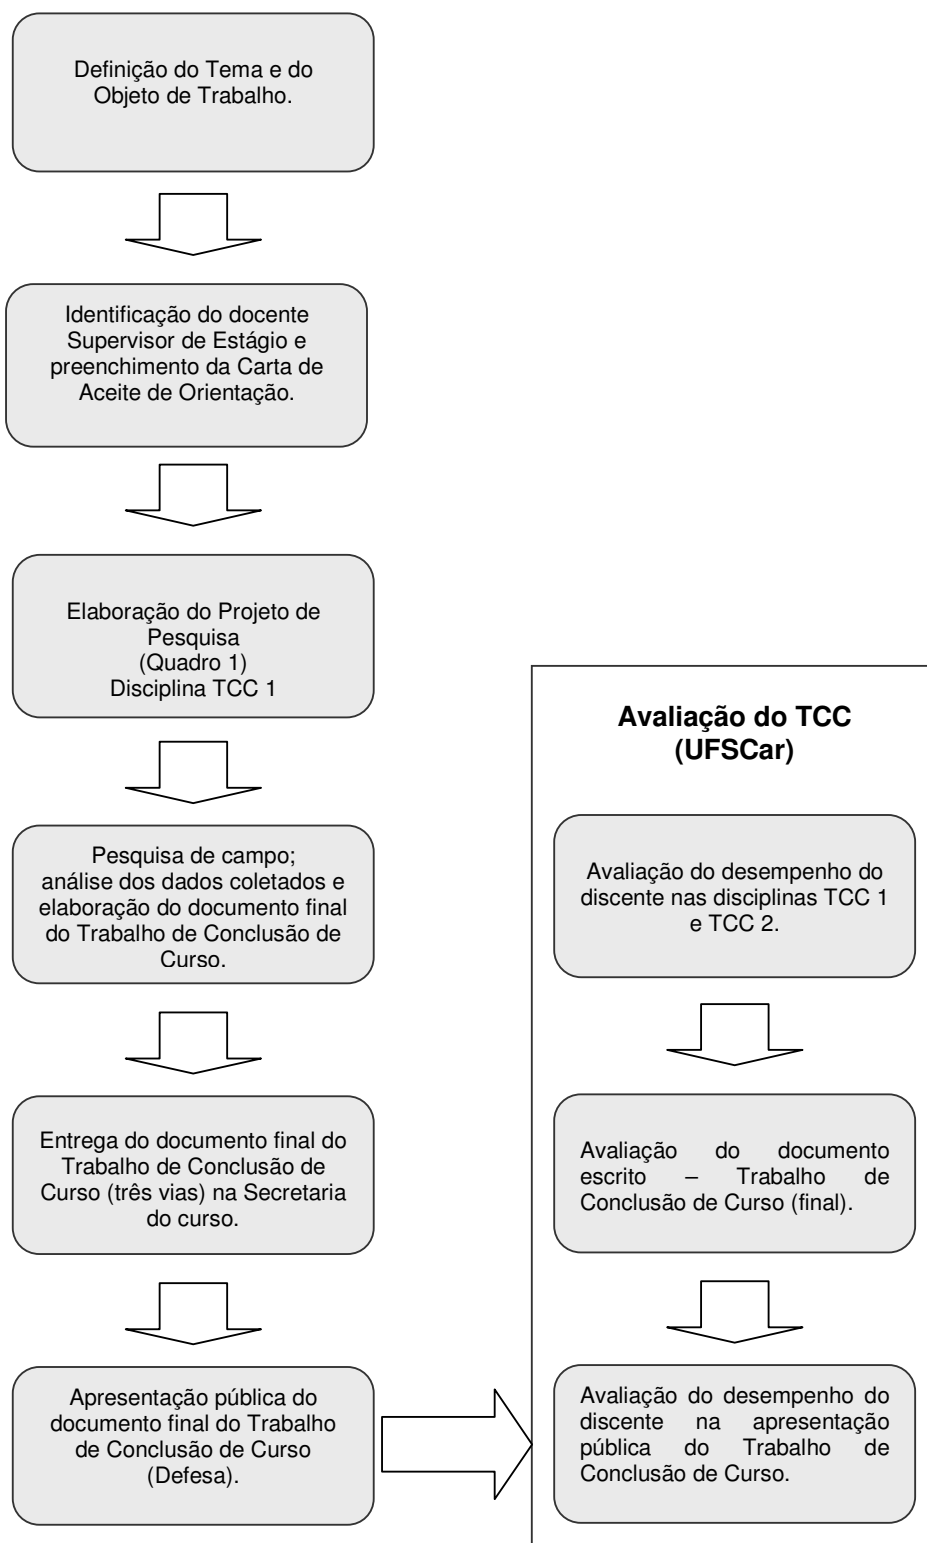 Definição do Tema e do
Objeto de Trabalho.
Identificação do docente
Supervisor de Estágio e
preenchimento da Carta de
Aceite de Orientação.
Elaboração do Projeto de
Pesquisa
(Quadro 1)
Disciplina TCC 1
Pesquisa de campo;
análise dos dados coletados e
elaboração do documento final
do Trabalho de Conclusão de
Curso.
Entrega do documento final do
Trabalho de Conclusão de
Curso (três vias) na Secretaria
do curso.
Apresentação pública do
documento final do Trabalho
de Conclusão de Curso
(Defesa).
Avaliação do TCC
(UFSCar)
Avaliação do desempenho do
discente nas disciplinas TCC 1
e TCC 2.
Avaliação do documento
escrito – Trabalho de
Conclusão de Curso (final).
Avaliação do desempenho do
discente na apresentação
pública do Trabalho de
Conclusão de Curso.